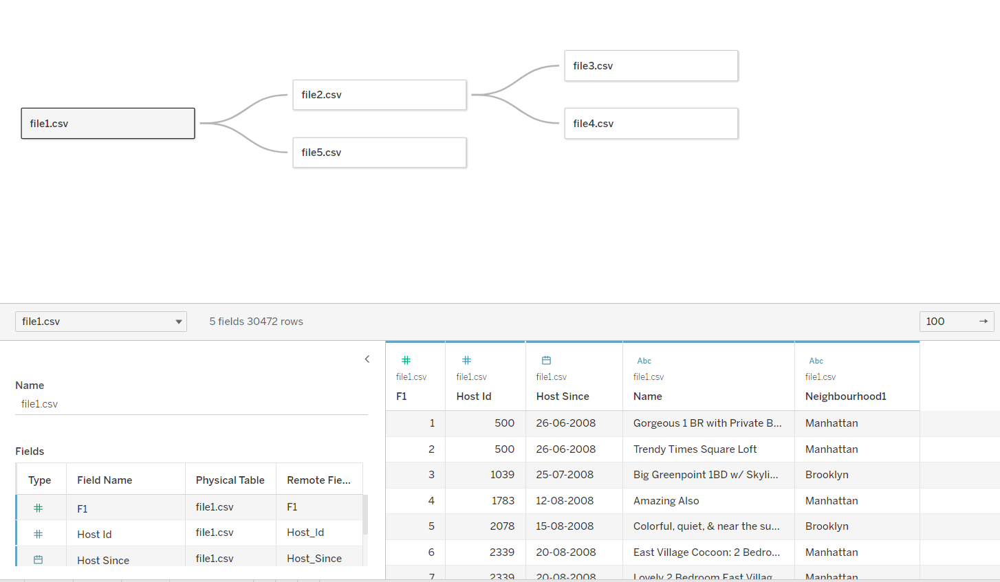 file3.csv
file2.csv
file1.csv
file4.csv
file5.csv
file1.csv
5 fields 30472 rows
100
Name
file1.csv
Fields
Type Field Name Physical Table Remote Fie...
F1 file1.csv F1
Host Id file1.csv Host_Id
Host Since file1.csv Host_Since
Abc Abc
file1.csv file1.csv file1.csv file1.csv file1.csv
F1 Host Id Host Since Name Neighbourhood1
1 500 26-06-2008 Gorgeous 1 BR with Private B... Manhattan
2 500 26-06-2008 Trendy Times Square Loft Manhattan
3 1039 25-07-2008 Big Greenpoint 1BD w/ Skyli... Brooklyn
4 1783 12-08-2008 Amazing Also Manhattan
5 2078 15-08-2008 Colorful, quiet, & near the su... Brooklyn
6 2339 20-08-2008 East Village Cocoon: 2 Bedro... Manhattan
7 2339 20-08-2008 Lovely 2 Bedroom East Villag... Manhattan